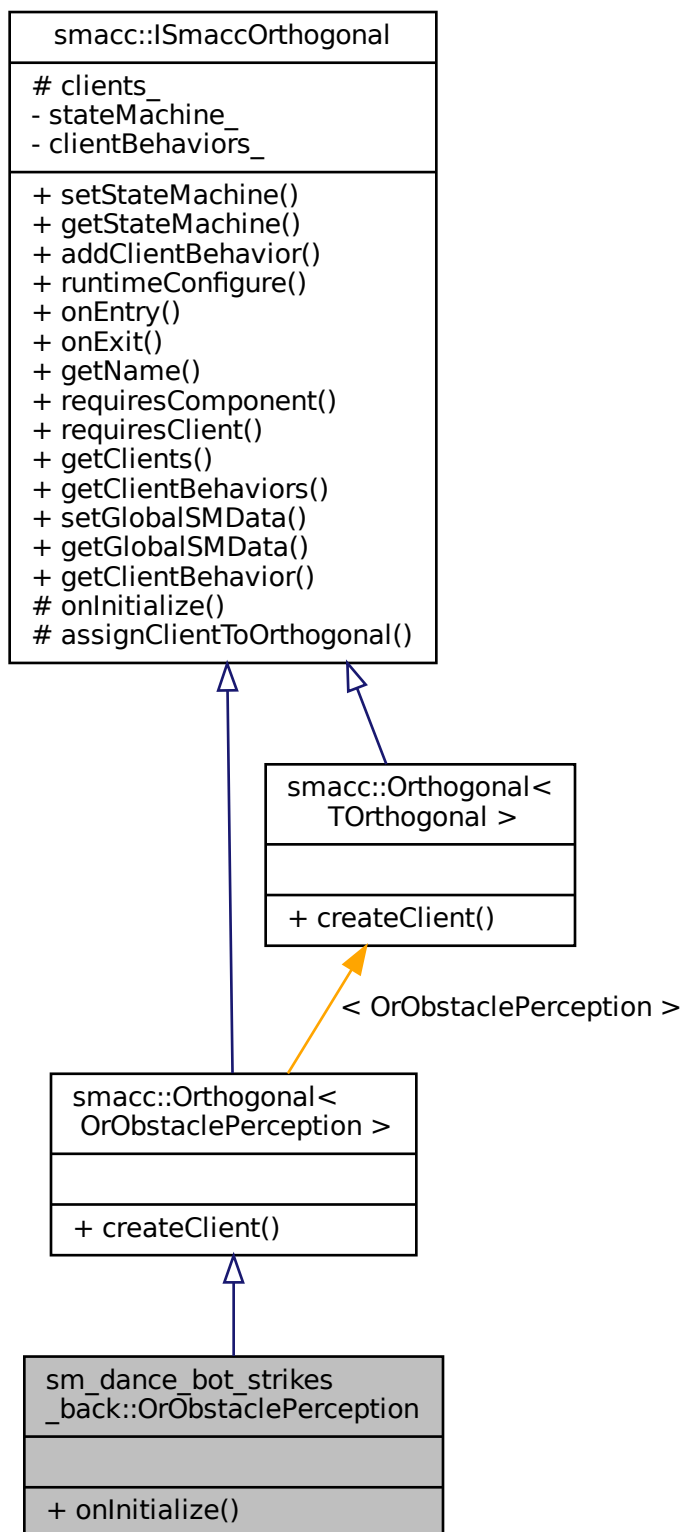 smacc::ISmaccOrthogonal
# clients_
- stateMachine_
- clientBehaviors_
+ setStateMachine()
+ getStateMachine()
+ addClientBehavior()
+ runtimeConfigure()
+ onEntry()
+ onExit()
+ getName()
+ requiresComponent()
+ requiresClient()
+ getClients()
+ getClientBehaviors()
+ setGlobalSMData()
+ getGlobalSMData()
+ getClientBehavior()
# onInitialize()
# assignClientToOrthogonal()
smacc::Orthogonal<
TOrthogonal >
+ createClient()
< OrObstaclePerception >
smacc::Orthogonal<
OrObstaclePerception >
+ createClient()
sm_dance_bot_strikes
_back::OrObstaclePerception
+ onInitialize()